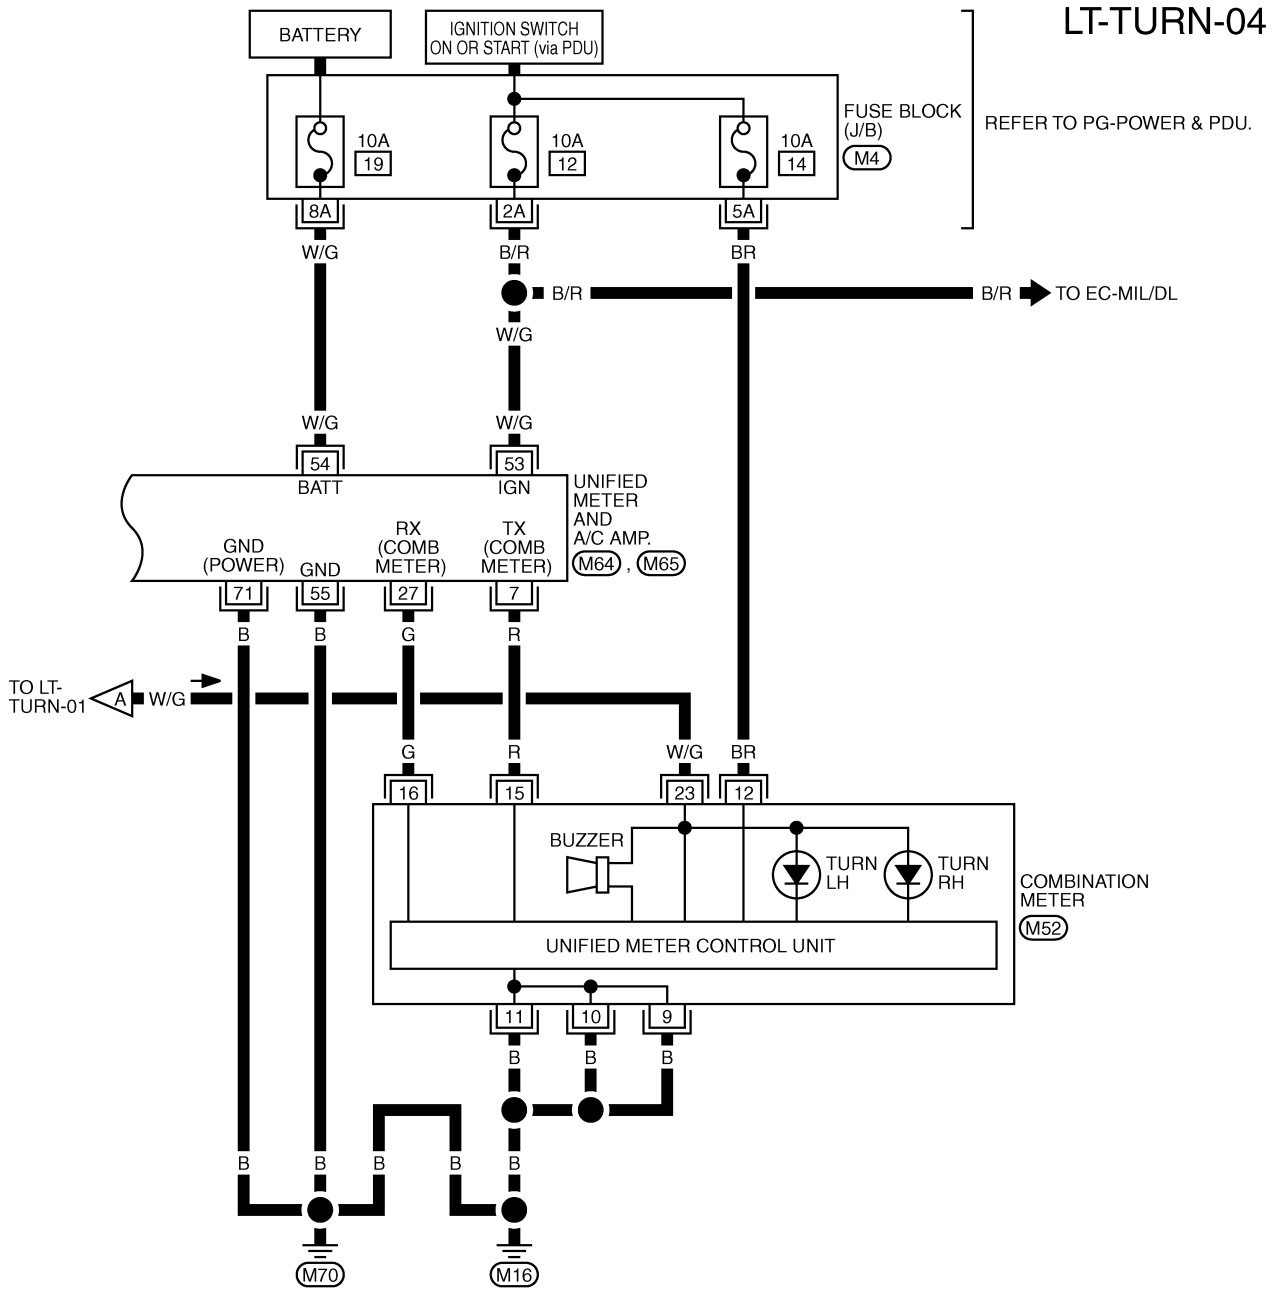 LT-TURN-04
BATTERY
IGNITION SWITCH
ON OR START (via PDU)
10A
19
10A
12
10A
14
FUSE BLOCK
(J/B)
M4
REFER TO PG-POWER & PDU.
8A
2A
5A
W/G
B/R
BR
B/R
B/R
TO EC-MIL/DL
W/G
W/G
W/G
54
53
BATT
IGN
UNIFIED
METER
AND
A/C AMP.
M64 , M65
GND
(POWER)
GND
RX
(COMB
METER)
TX
(COMB
METER)
71
55
27
7
B
B
G
R
TO LT-
TURN-01
A
W/G
G
R
W/G
BR
16
15
23
12
BUZZER
TURN
LH
TURN
RH
COMBINATION
METER
M52
UNIFIED METER CONTROL UNIT
11
10
9
B
B
B
B
B
B
B
B
M70
M16